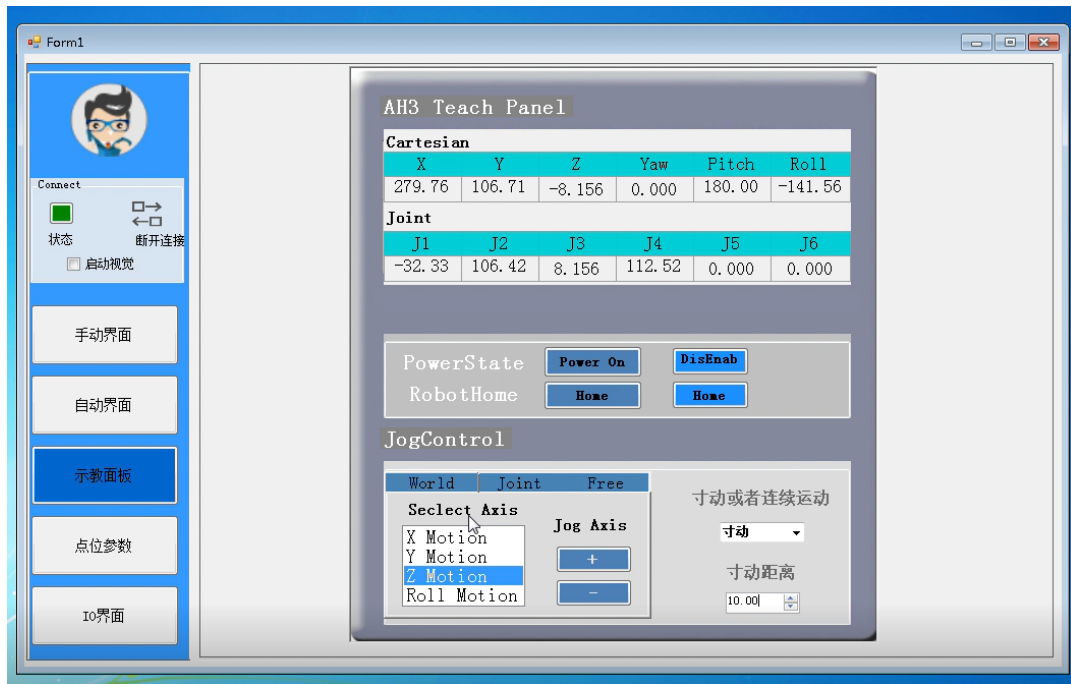 Form1
Connect
状态 断开连接
启动视觉
手动界面
自动界面
示教面板
点位参数
IO界面
AH3 Teach Panel
Cartesian
X Y Z Yaw Pitch Roll
279.76 106.71 -8.156 0.000 180.00 -141.56
Joint
J1 J2 J3 J4 J5 J6
-32.33 106.42 8.156 112.52 0.000 0.000
PowerState Power On DisEnab
RobotHome Home Home
JogControl
World Joint Free
Seclect Axis
X Motion
Y Motion
Z Motion
Roll Motion
Jog Axis
+
-
寸动或者连续运动
寸动
寸动距离
10.00